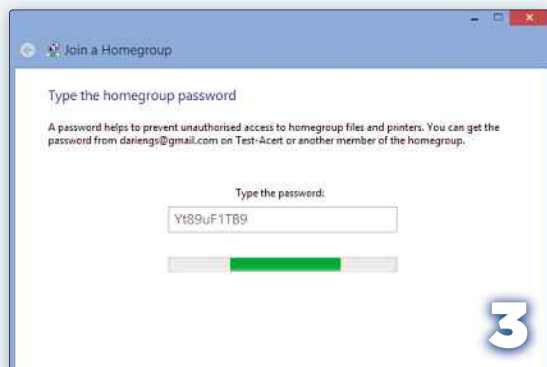 Join a Homegroup
Type the homegroup password
A password helps to prevent unauthorised access to homegroup files and printers. You can get the
password from dariengs@gmail.com on Test-Acert or another member of the homegroup.
Type the password:
Yt89uF1TB9
3